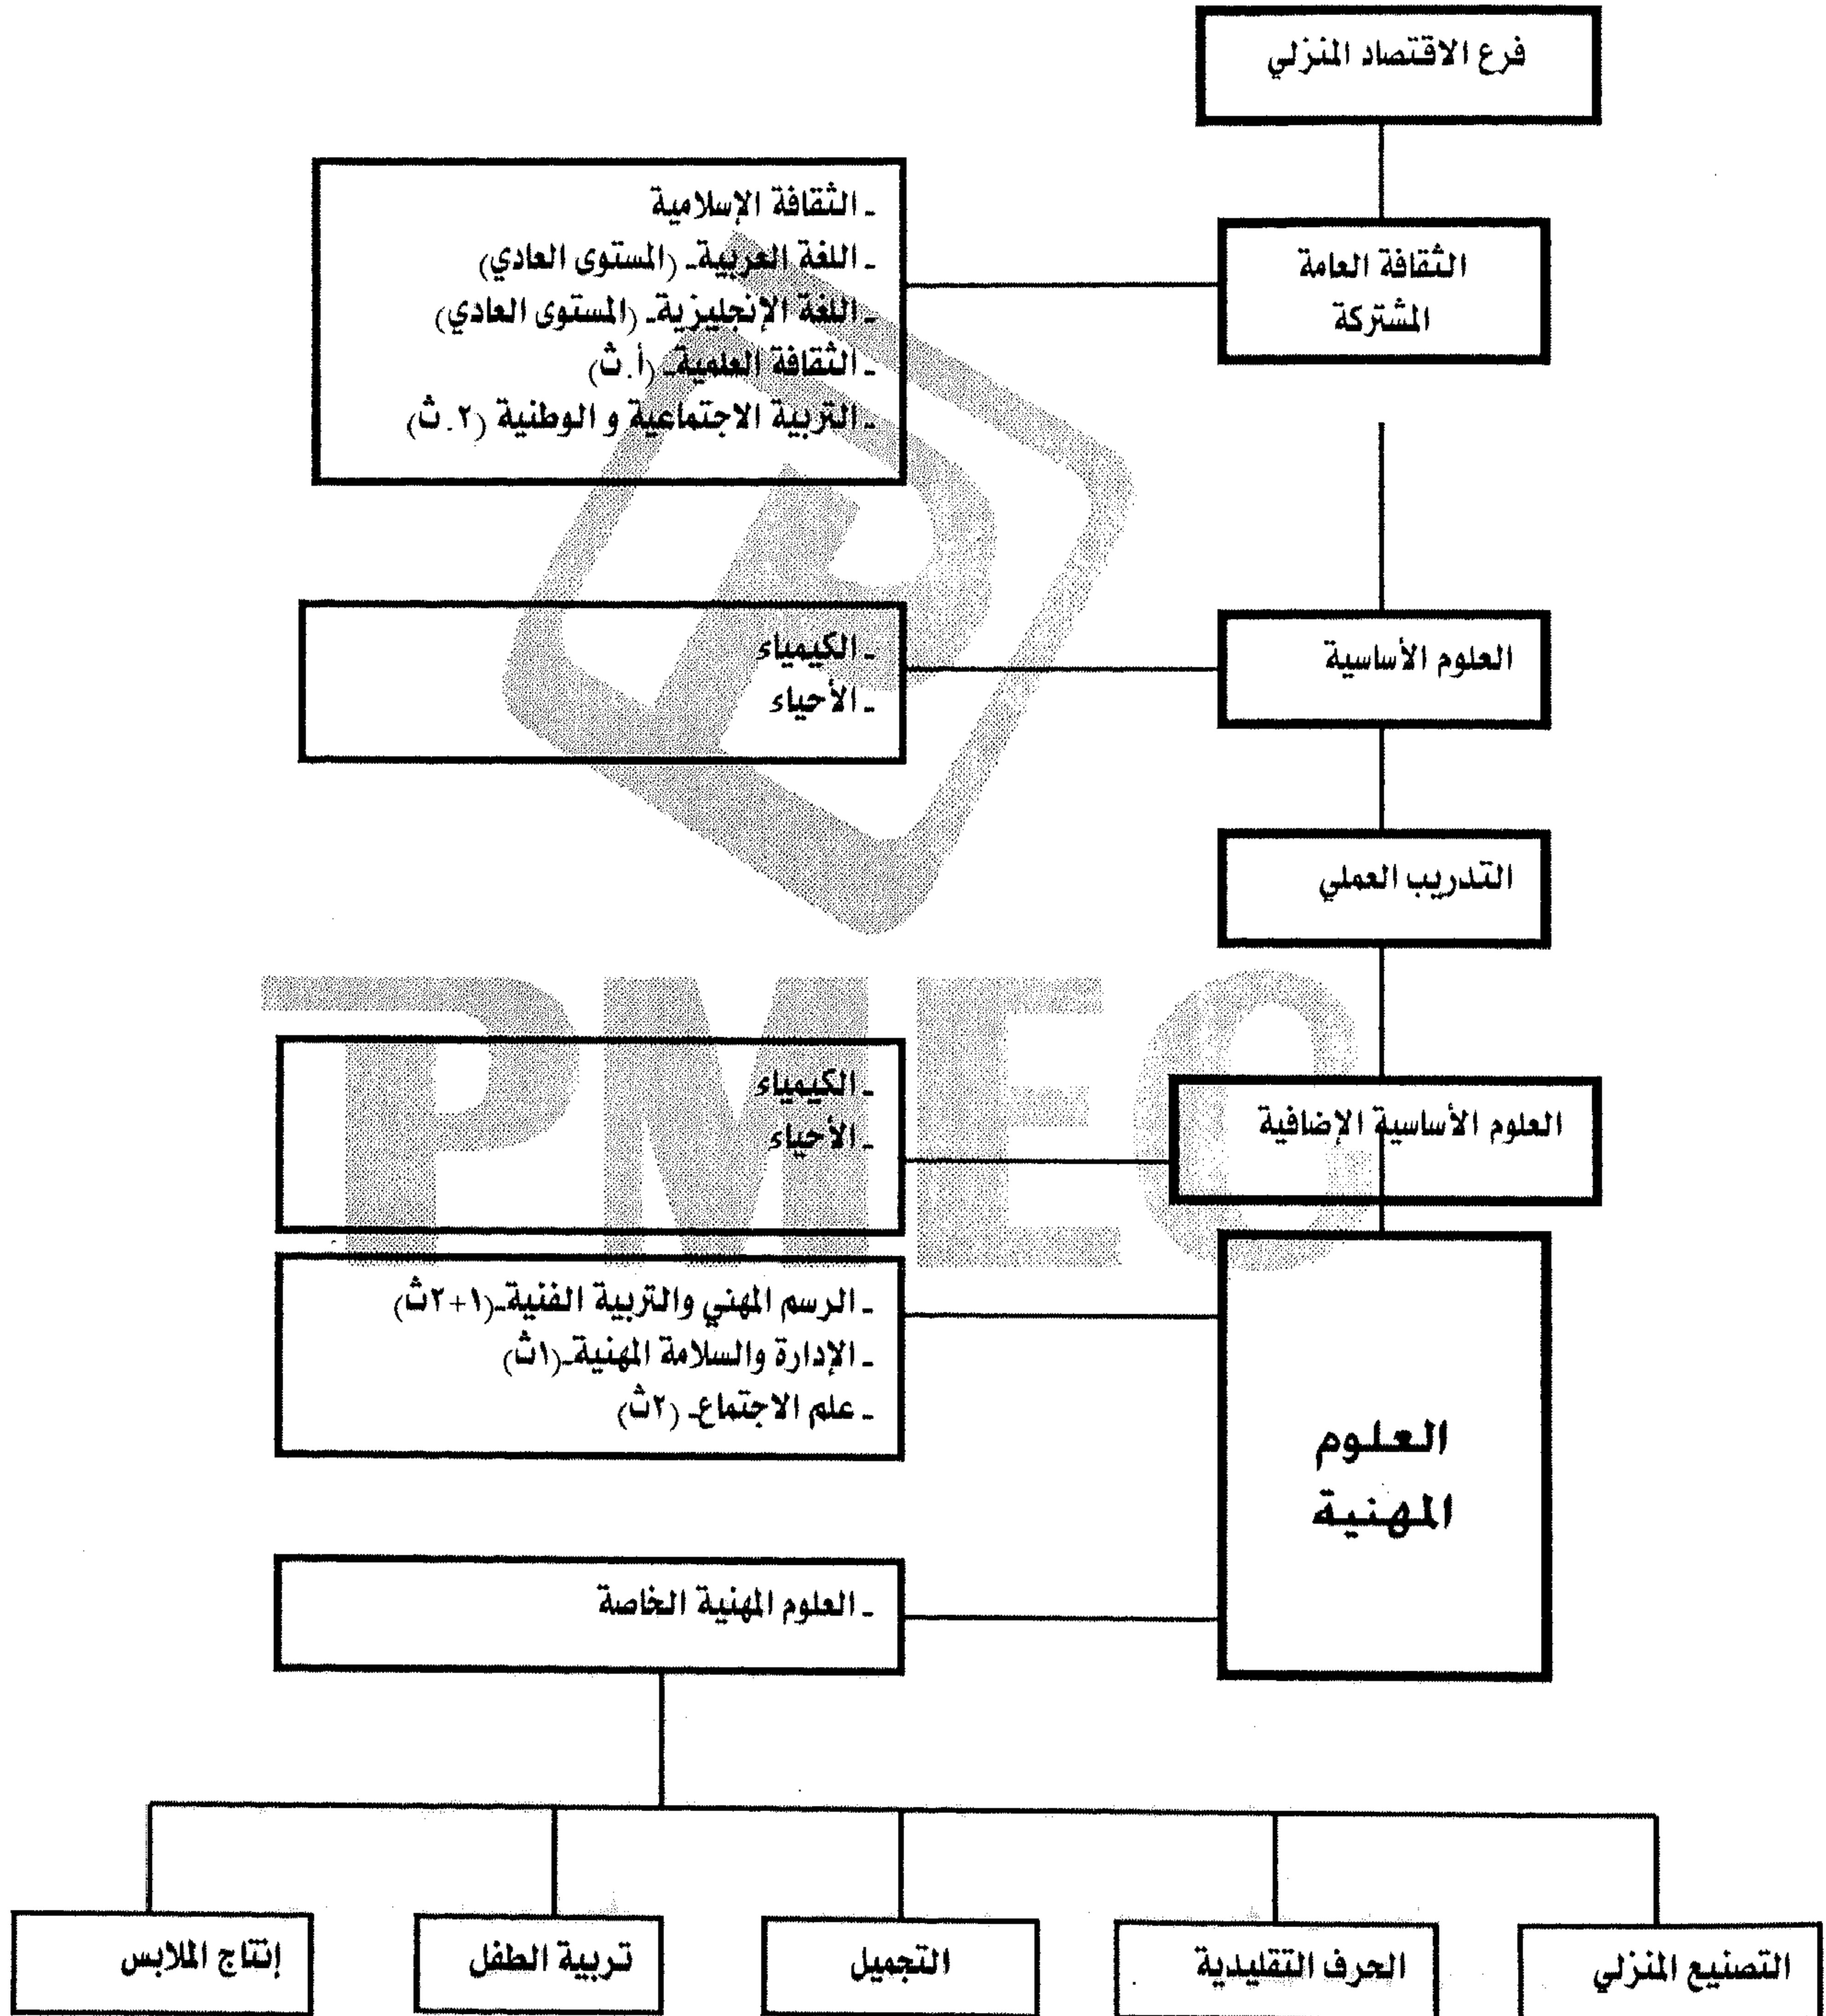 فرع الاقتصاد المنزلي
الثقافة العامة
المشتركة
ـ الثقافة الإسلامية
ـ اللغة العربية ـ (المستوى العادي)
ـ اللغة الإنجليزية ـ (المستوى العادي)
ـ الثقافة العلمية ـ (أ.ث)
ـ التربية الاجتماعية و الوطنية (٢.ث)
العلوم الأساسية
ـ الكيمياء
ـ الأحياء
التدريب العملي
PMEC
العلوم الأساسية الإضافية
ـ الكيمياء
ـ الأحياء
العلوم
المهنية
ـ الرسم المهني والتربية الفنية ـ (١+٢ث)
ـ الإدارة والسلامة المهنية ـ (١ث)
ـ علم الاجتماع ـ (٢ث)
ـ العلوم المهنية الخاصة
التصنيع المنزلي
الحرف التقليدية
التجميل
تربية الطفل
إنتاج الملابس